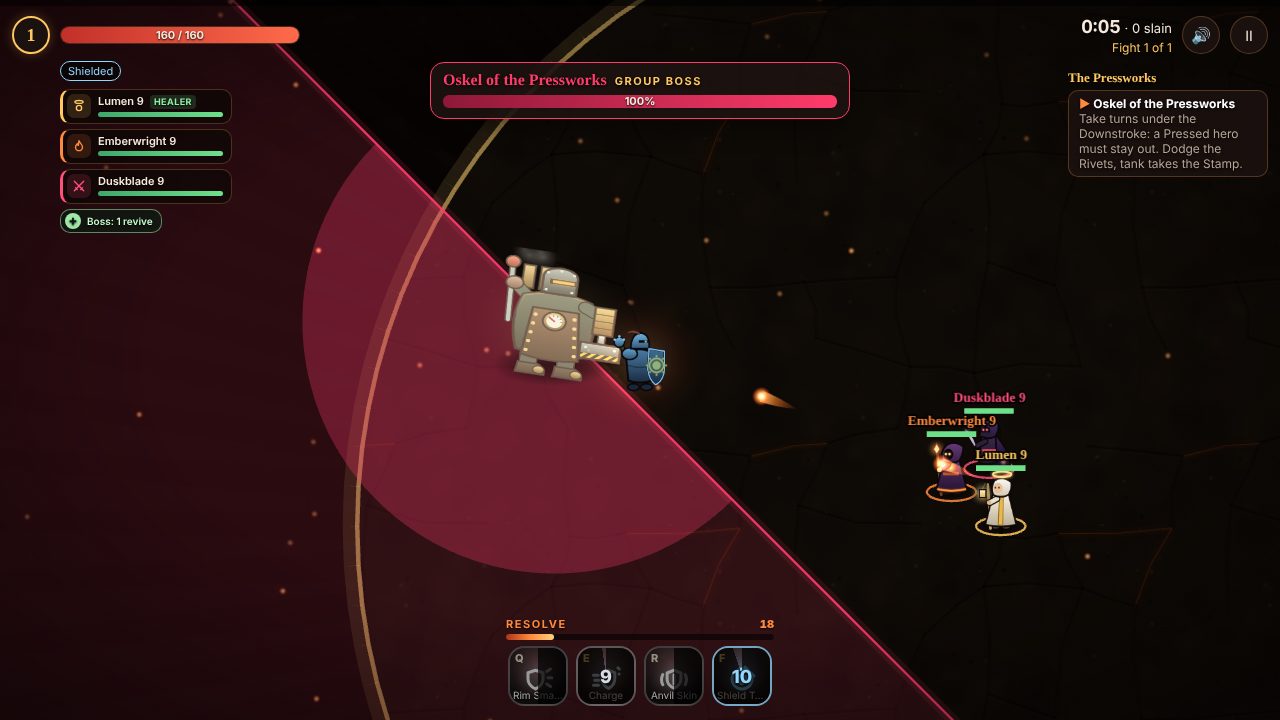 1
160 / 160
Shielded
Lumen 9 HEALER
Emberwright 9
Duskblade 9
Boss: 1 revive
Oskel of the Pressworks GROUP BOSS
100%
0:05 · 0 slain
Fight 1 of 1
The Pressworks
▶ Oskel of the Pressworks
Take turns under the
Downstroke: a Pressed hero
must stay out. Dodge the
Rivets, tank takes the Stamp.
Duskblade 9
Emberwright 9
Lumen 9
RESOLVE 18
Q E R F
9 10
Rim Sma… Charge Anvil Skin Shield T…